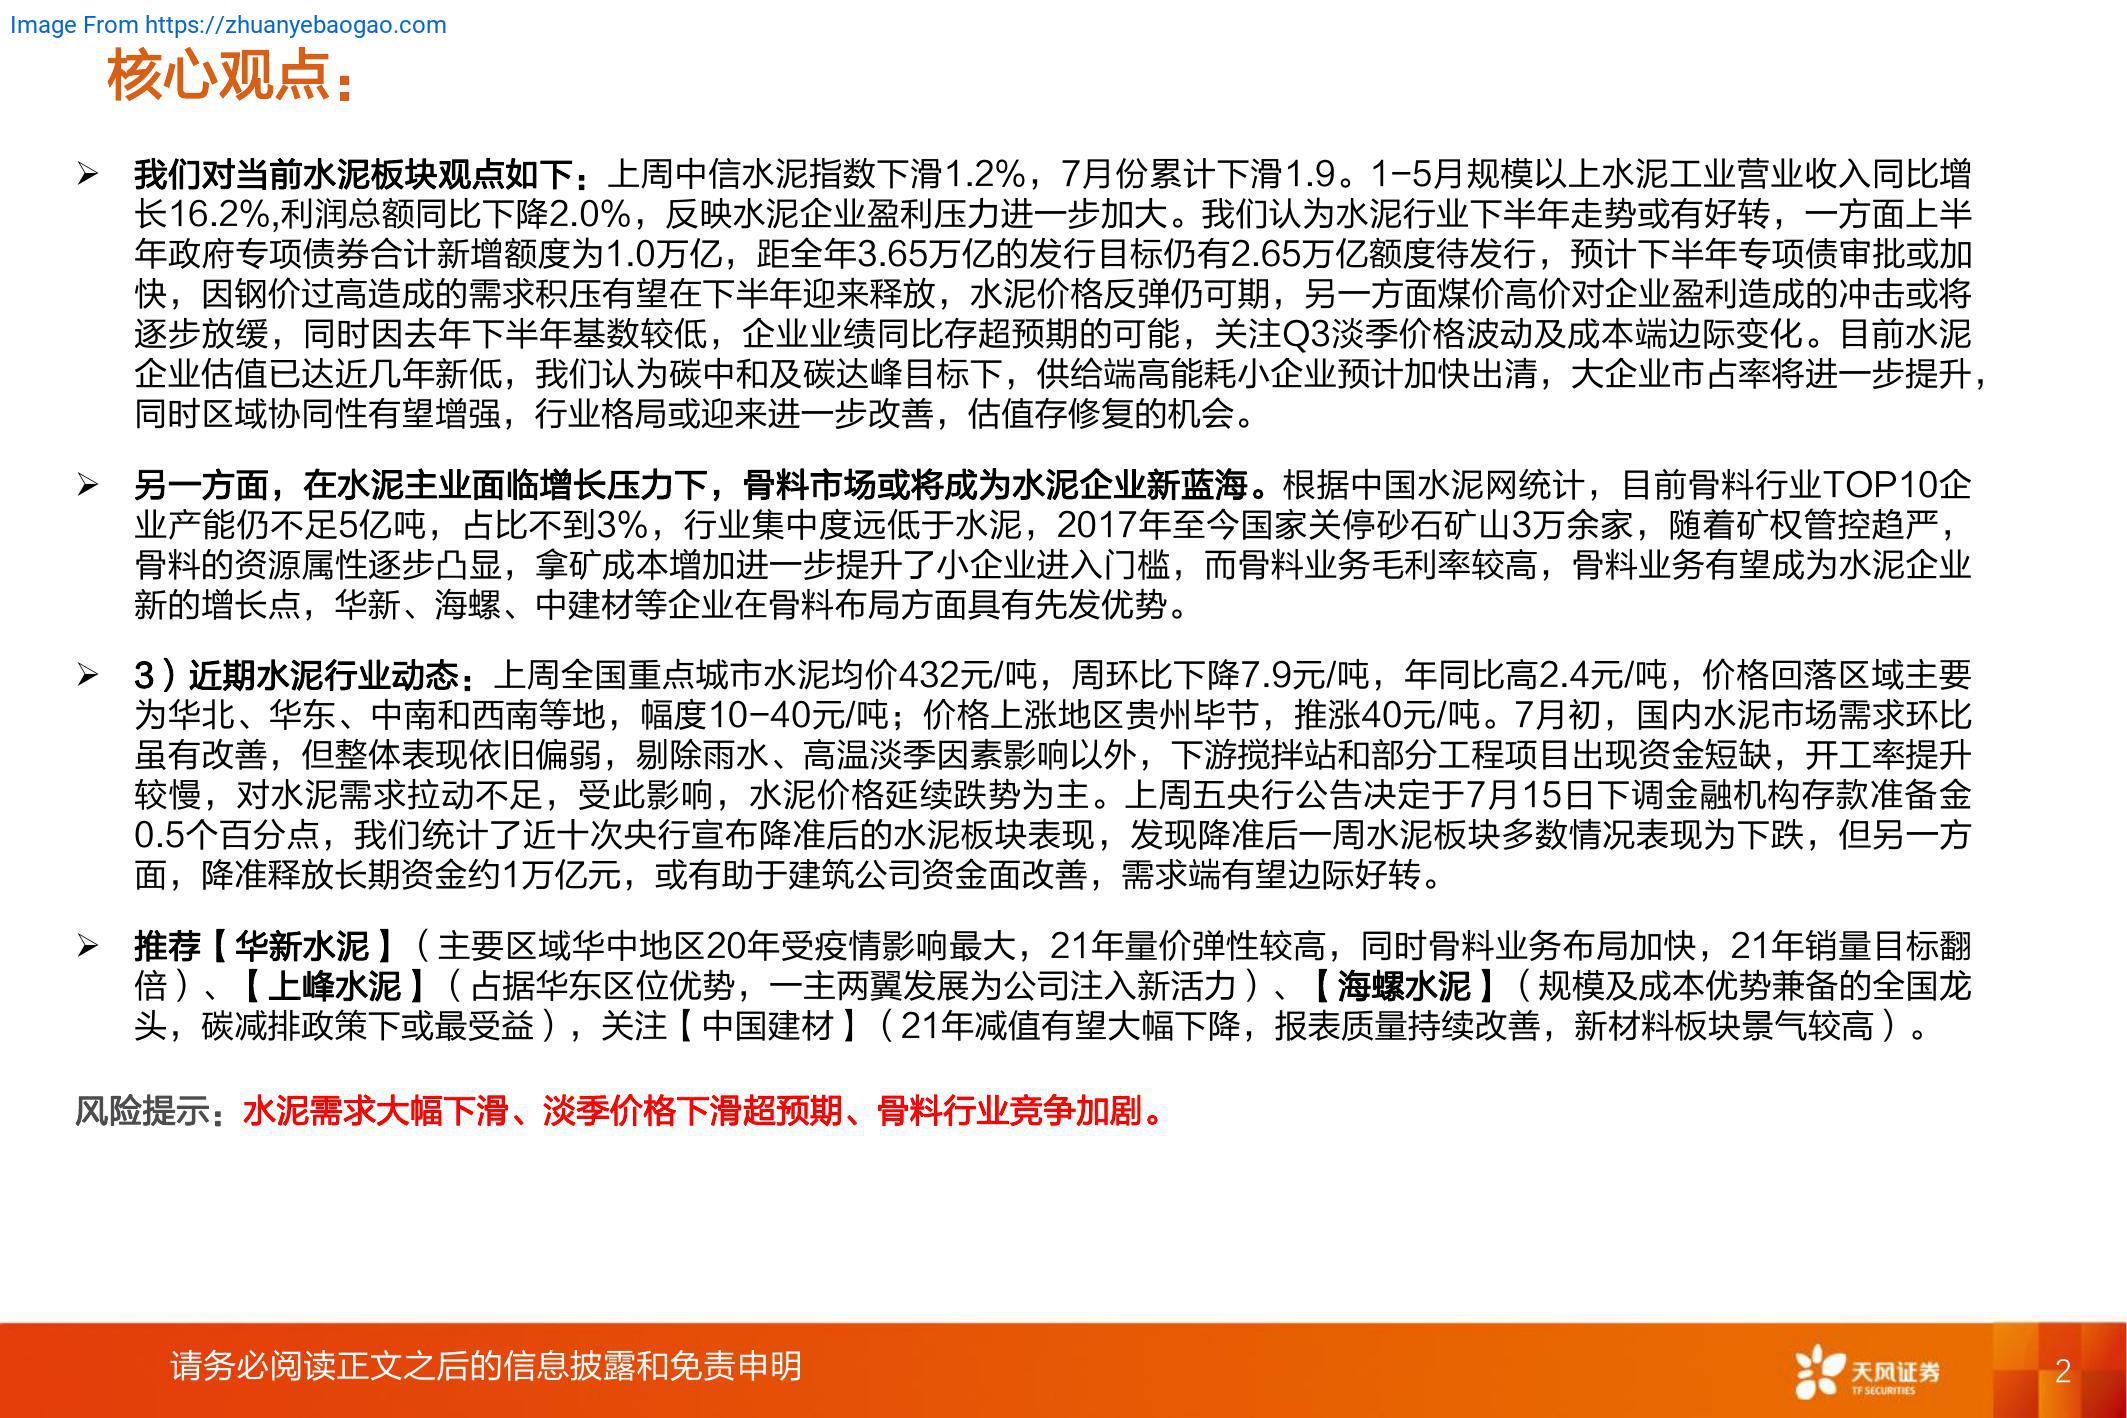 Image From https://zhuanyebaogao.com
核心观点：
➢ 我们对当前水泥板块观点如下：上周中信水泥指数下滑1.2%，7月份累计下滑1.9。1-5月规模以上水泥工业营业收入同比增
长16.2%,利润总额同比下降2.0%，反映水泥企业盈利压力进一步加大。我们认为水泥行业下半年走势或有好转，一方面上半
年政府专项债券合计新增额度为1.0万亿，距全年3.65万亿的发行目标仍有2.65万亿额度待发行，预计下半年专项债审批或加
快，因钢价过高造成的需求积压有望在下半年迎来释放，水泥价格反弹仍可期，另一方面煤价高价对企业盈利造成的冲击或将
逐步放缓，同时因去年下半年基数较低，企业业绩同比存超预期的可能，关注Q3淡季价格波动及成本端边际变化。目前水泥
企业估值已达近几年新低，我们认为碳中和及碳达峰目标下，供给端高能耗小企业预计加快出清，大企业市占率将进一步提升，
同时区域协同性有望增强，行业格局或迎来进一步改善，估值存修复的机会。
➢ 另一方面，在水泥主业面临增长压力下，骨料市场或将成为水泥企业新蓝海。根据中国水泥网统计，目前骨料行业TOP10企
业产能仍不足5亿吨，占比不到3%，行业集中度远低于水泥，2017年至今国家关停砂石矿山3万余家，随着矿权管控趋严，
骨料的资源属性逐步凸显，拿矿成本增加进一步提升了小企业进入门槛，而骨料业务毛利率较高，骨料业务有望成为水泥企业
新的增长点，华新、海螺、中建材等企业在骨料布局方面具有先发优势。
➢ 3）近期水泥行业动态：上周全国重点城市水泥均价432元/吨，周环比下降7.9元/吨，年同比高2.4元/吨，价格回落区域主要
为华北、华东、中南和西南等地，幅度10-40元/吨；价格上涨地区贵州毕节，推涨40元/吨。7月初，国内水泥市场需求环比
虽有改善，但整体表现依旧偏弱，剔除雨水、高温淡季因素影响以外，下游搅拌站和部分工程项目出现资金短缺，开工率提升
较慢，对水泥需求拉动不足，受此影响，水泥价格延续跌势为主。上周五央行公告决定于7月15日下调金融机构存款准备金
0.5个百分点，我们统计了近十次央行宣布降准后的水泥板块表现，发现降准后一周水泥板块多数情况表现为下跌，但另一方
面，降准释放长期资金约1万亿元，或有助于建筑公司资金面改善，需求端有望边际好转。
➢ 推荐【华新水泥】（主要区域华中地区20年受疫情影响最大，21年量价弹性较高，同时骨料业务布局加快，21年销量目标翻
倍）、【上峰水泥】（占据华东区位优势，一主两翼发展为公司注入新活力）、【海螺水泥】（规模及成本优势兼备的全国龙
头，碳减排政策下或最受益），关注【中国建材】（21年减值有望大幅下降，报表质量持续改善，新材料板块景气较高）。
风险提示：水泥需求大幅下滑、淡季价格下滑超预期、骨料行业竞争加剧。
请务必阅读正文之后的信息披露和免责申明
天风证券
TF SECURITIES
2